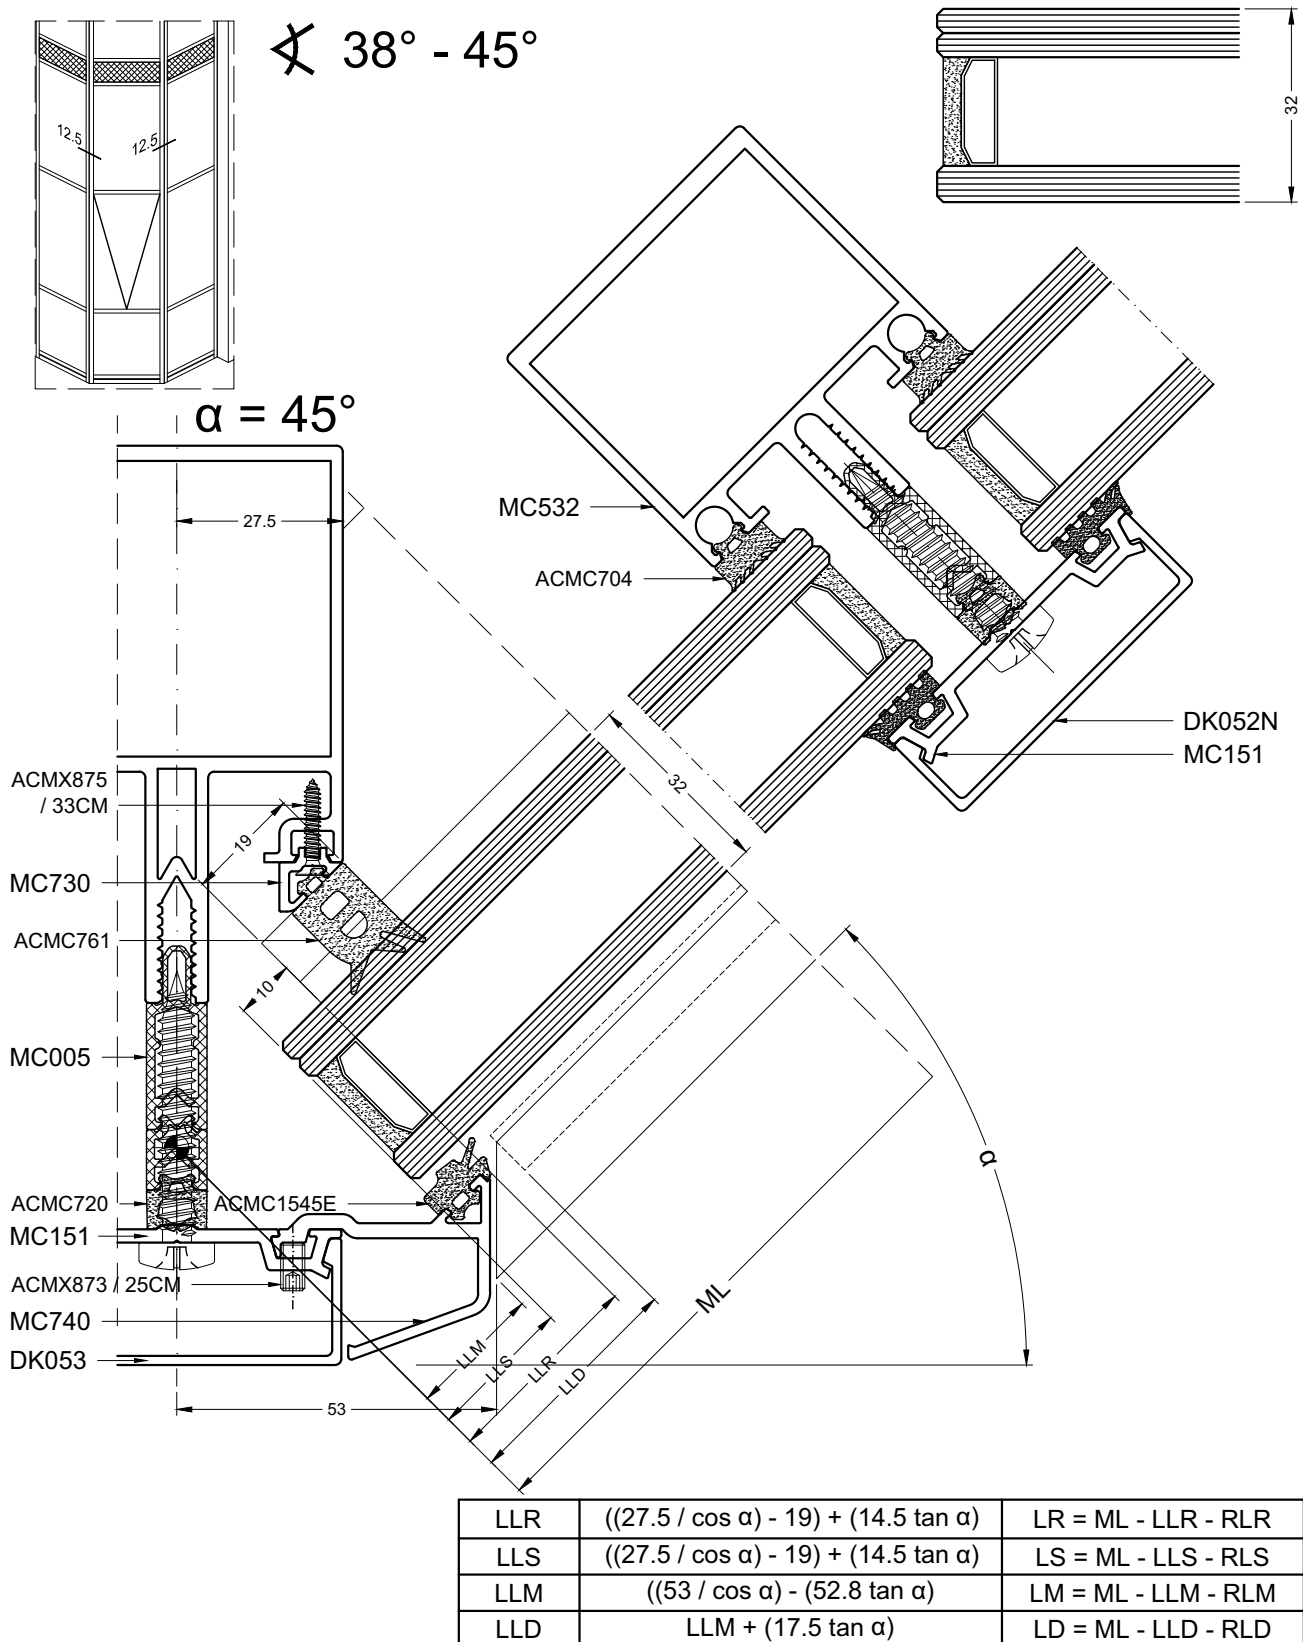 38° - 45°
12.5
12.5
32
α = 45°
27.5
MC532
ACMC704
DK052N
MC151
ACMX875
/ 33CM
19
32
MC730
ACMC761
10
MC005
α
ACMC720
ACMC1545E
MC151
ACMX873 / 25CM
ML
MC740
LLM
LLS
LLR
LLD
DK053
53
LLR ((27.5 / cos α) - 19) + (14.5 tan α) LR = ML - LLR - RLR
LLS ((27.5 / cos α) - 19) + (14.5 tan α) LS = ML - LLS - RLS
LLM ((53 / cos α) - (52.8 tan α) LM = ML - LLM - RLM
LLD LLM + (17.5 tan α) LD = ML - LLD - RLD